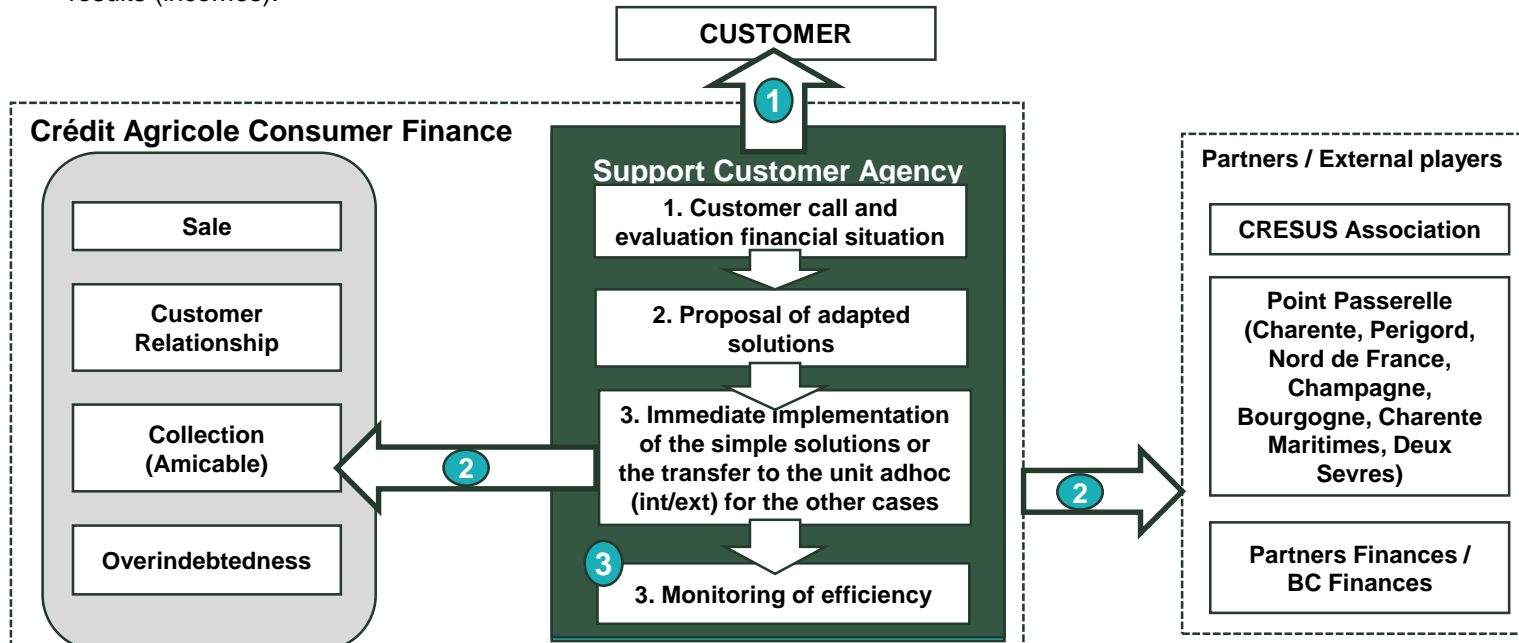 results (incomes).
CUSTOMER
1
Crédit Agricole Consumer Finance
Sale
Customer
Relationship
Collection
(Amicable)
Overindebtedness
2
Support Customer Agency
1. Customer call and
evaluation financial situation
2. Proposal of adapted
solutions
3. Immediate implementation
of the simple solutions or
the transfer to the unit adhoc
(int/ext) for the other cases
3
3. Monitoring of efficiency
2
Partners / External players
CRESUS Association
Point Passerelle
(Charente, Perigord,
Nord de France,
Champagne,
Bourgogne, Charente
Maritimes, Deux
Sevres)
Partners Finances /
BC Finances